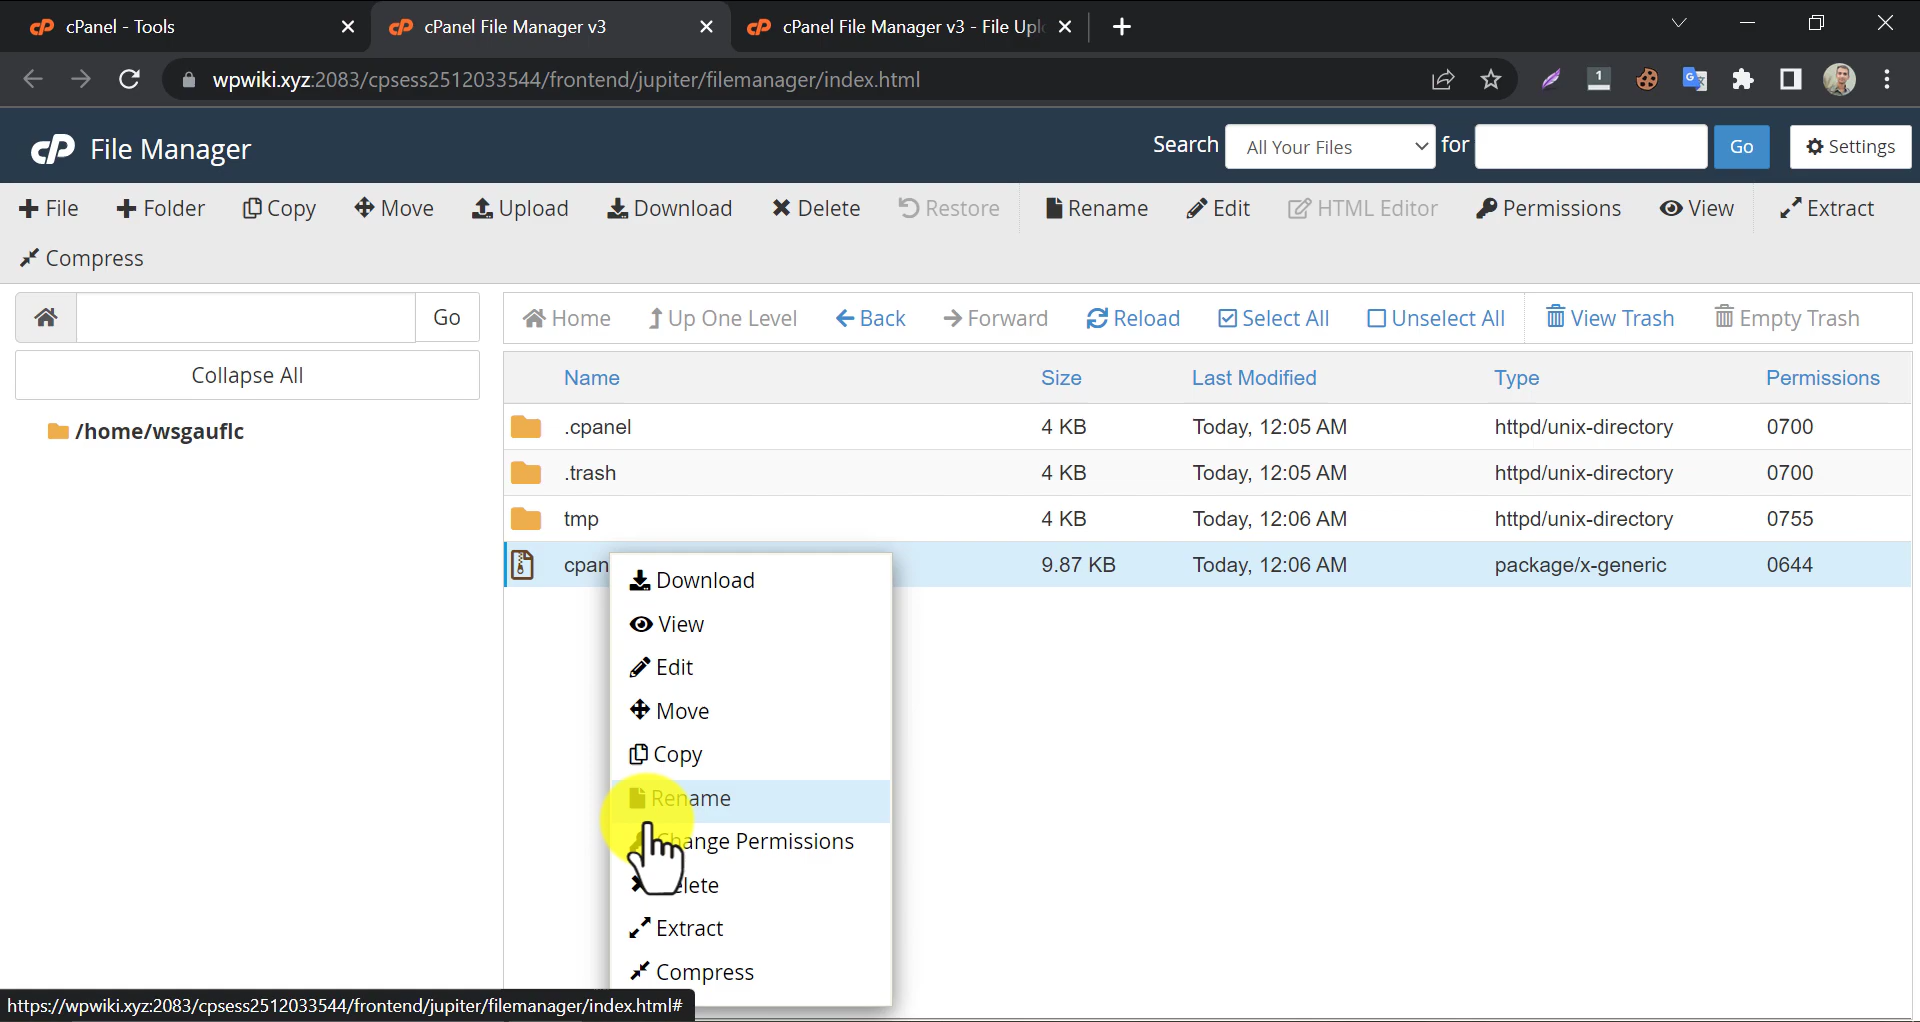 cPanel - Tools
cPanel File Manager v3
cPanel File Manager v3 - File Upl
wpwiki.xyz:2083/cpsess2512033544/frontend/jupiter/filemanager/index.html
1
cP File Manager
Search All Your Files for Go Settings
File Folder Copy Move Upload Download Delete Restore Rename Edit HTML Editor Permissions View Extract
Compress
Go
Home Up One Level Back Forward Reload Select All Unselect All View Trash Empty Trash
Collapse All
/home/wsgauflc
Name Size Last Modified Type Permissions
.cpanel 4 KB Today, 12:05 AM httpd/unix-directory 0700
.trash 4 KB Today, 12:05 AM httpd/unix-directory 0700
tmp 4 KB Today, 12:06 AM httpd/unix-directory 0755
cpan 9.87 KB Today, 12:06 AM package/x-generic 0644
Download
View
Edit
Move
Copy
Rename
Permissions
Extract
Compress
https://wpwiki.xyz:2083/cpsess2512033544/frontend/jupiter/filemanager/index.html#